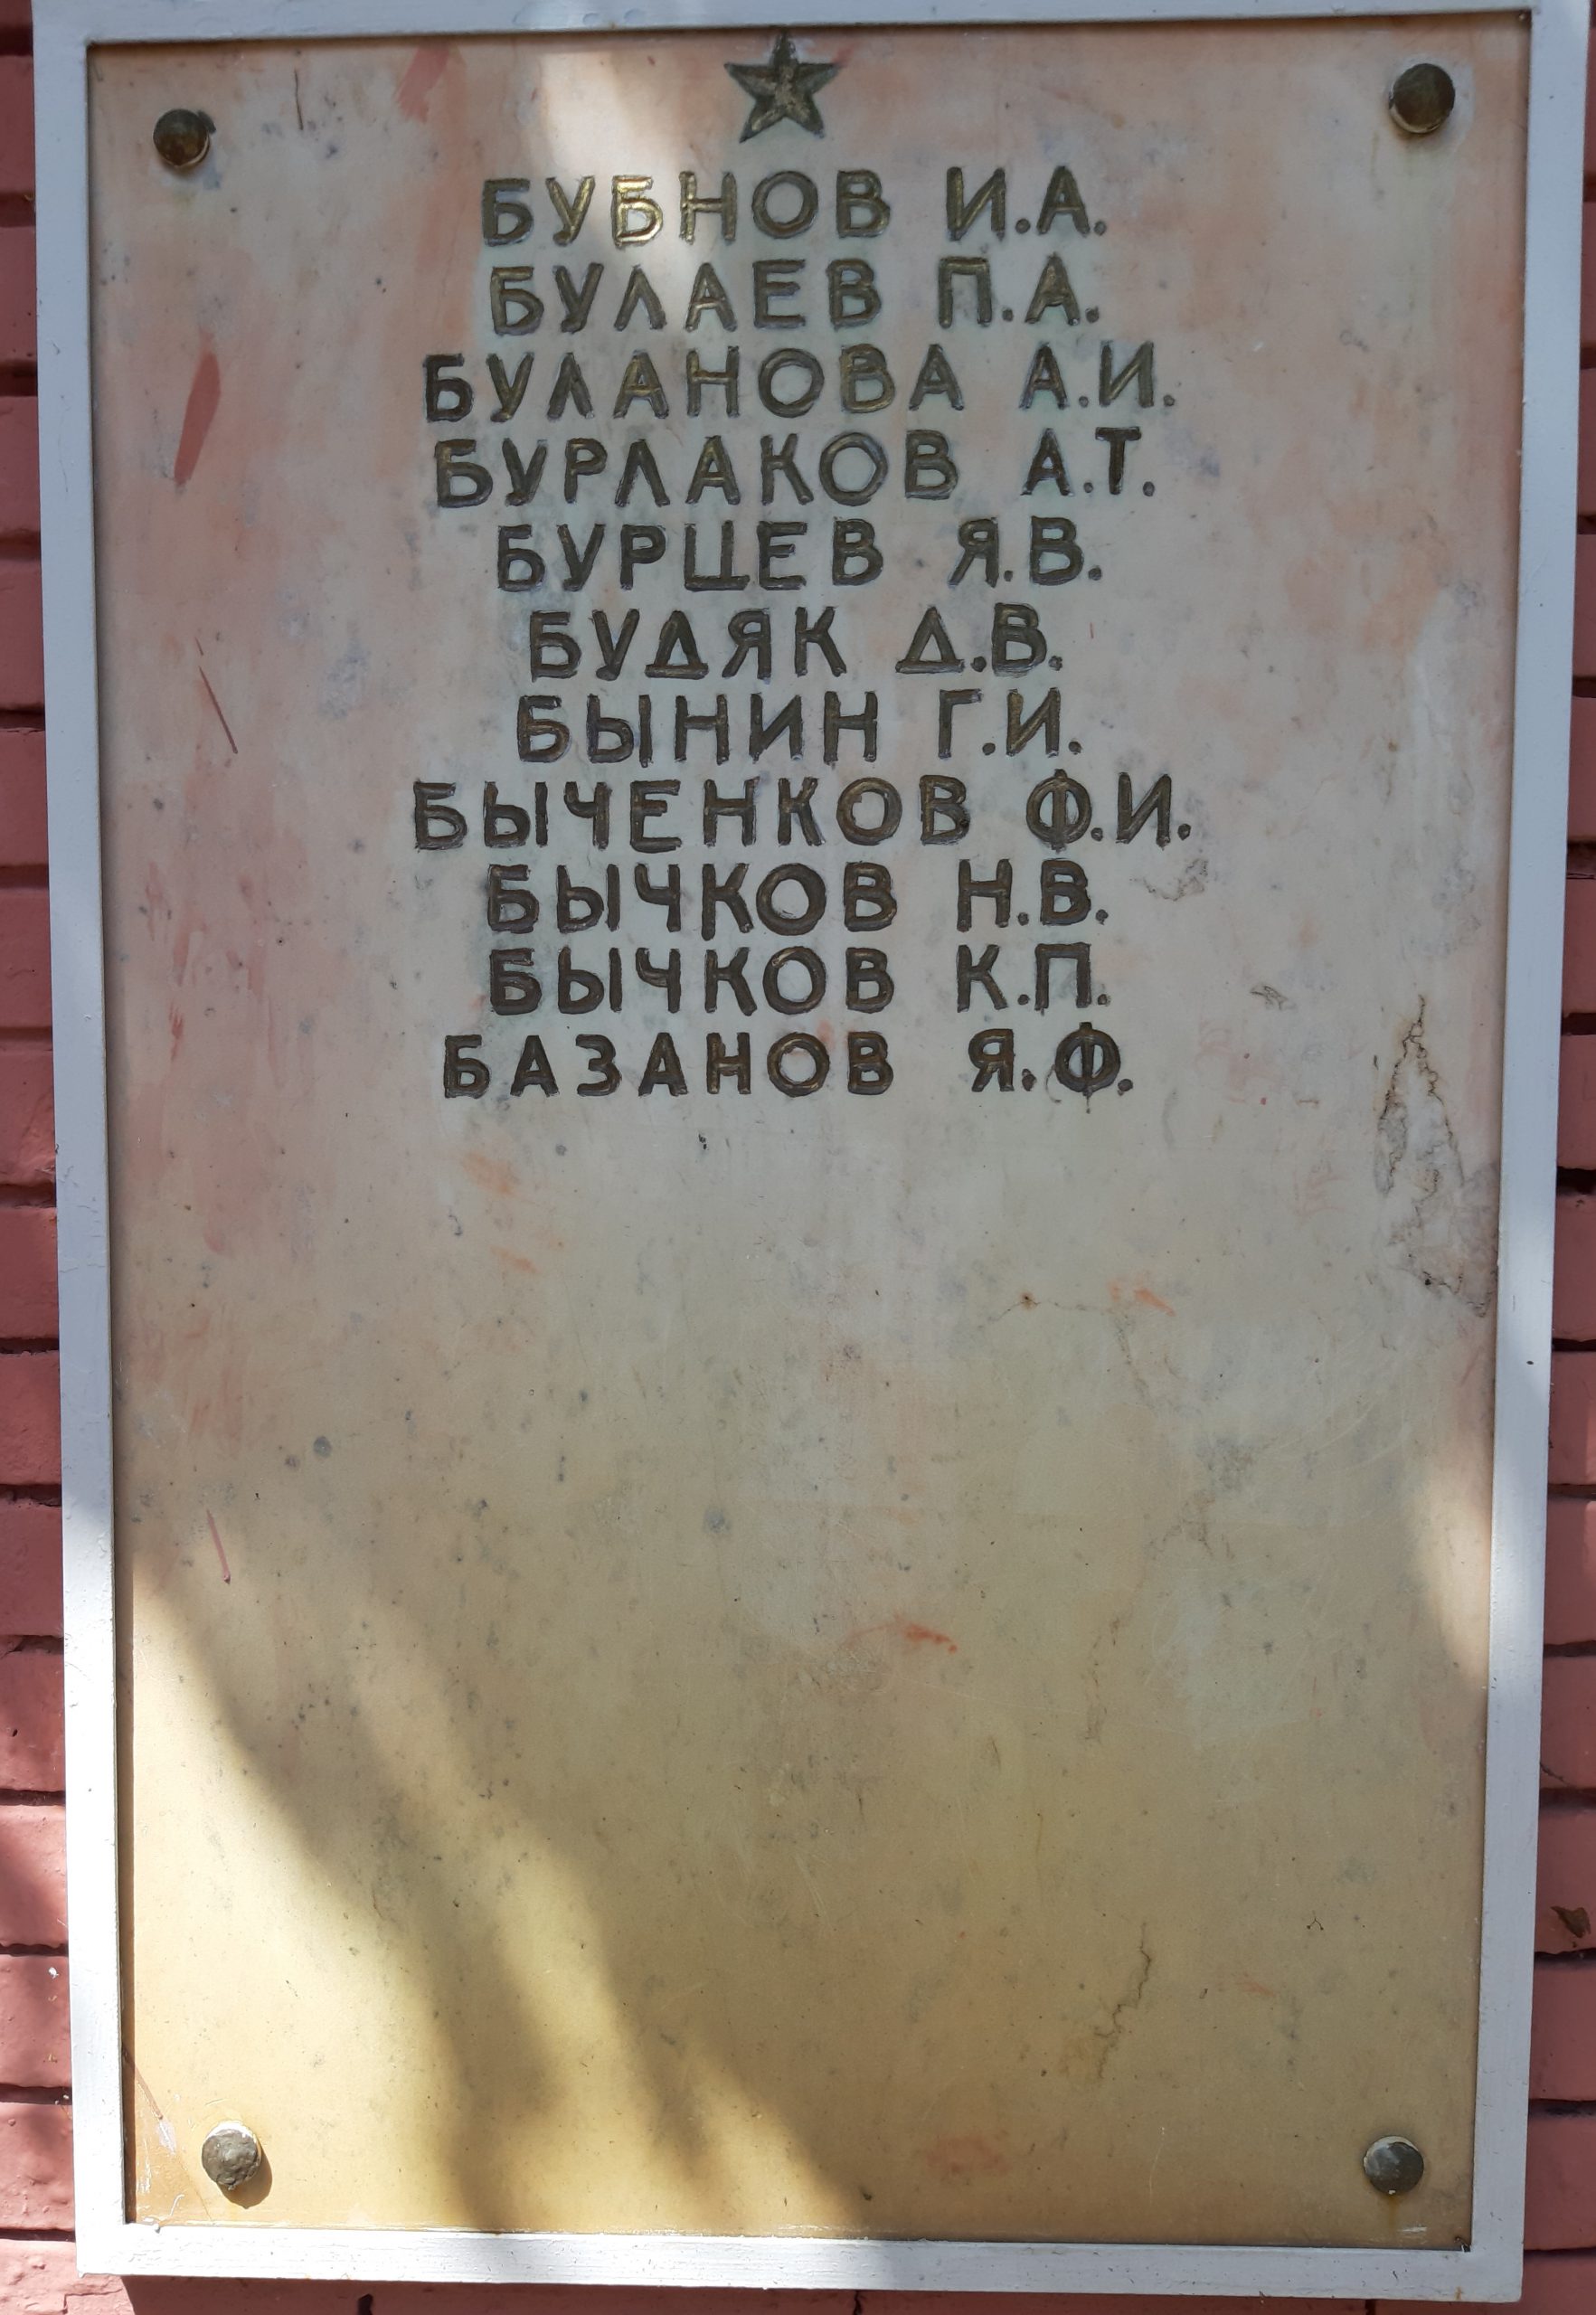 БУБНОВ И.А.
БУЛАЕВ П.А.
БУЛАНОВА А.И.
БУРЛАКОВ А.Т.
БУРЦЕВ Я.В.
БУДЯК Д.В.
БЫНИН Г.И.
БЫЧЕНКОВ Ф.И.
БЫЧКОВ Н.В.
БЫЧКОВ К.П.
БАЗАНОВ Я.Ф.